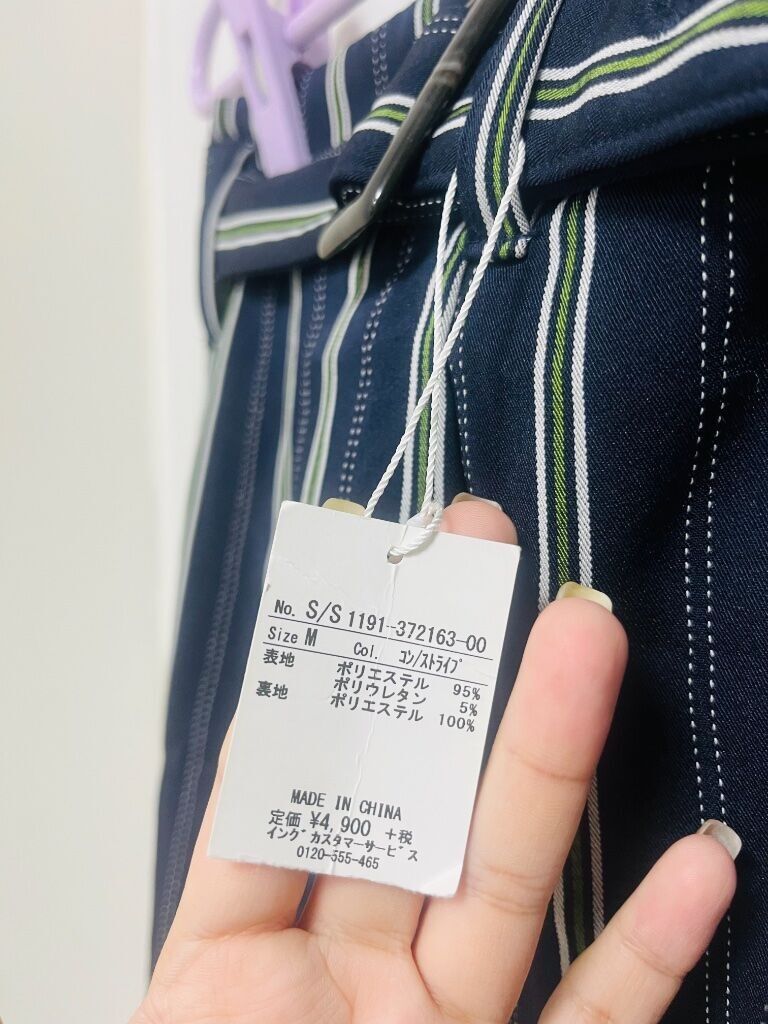 No. S/S 1191-372163-00
Size M Col. コン/ストライプ
表地 ポリエステル 95%
ポリウレタン 5%
裏地 ポリエステル 100%
MADE IN CHINA
定価 ¥4,900 +税
イング カスタマーサービス
0120-555-465